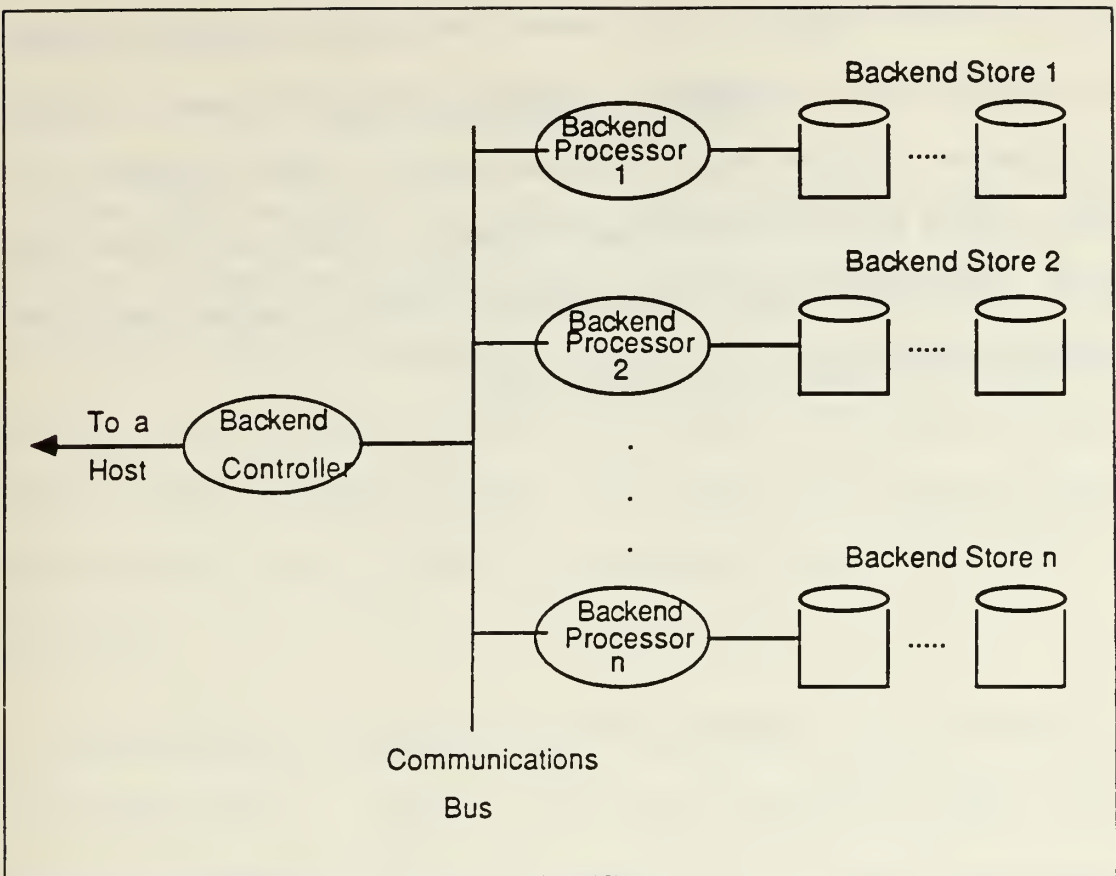 Backend Store 1
Backend
Processor
1
.....
Backend Store 2
Backend
Processor
2
.....
To a
Host
Backend
Controller
.
.
.
Backend Store n
Backend
Processor
n
.....
Communications
Bus